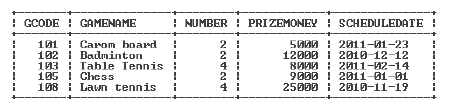 GCODE | GAMENAME | NUMBER | PRIZEMONEY | SCHEDULEDATE
101 | Carom board | 2 | 5000 | 2011-01-23
102 | Badminton | 2 | 12000 | 2010-12-12
103 | Table Tennis | 4 | 8000 | 2011-02-14
105 | Chess | 2 | 9000 | 2011-01-01
108 | Lawn tennis | 4 | 25000 | 2010-11-19